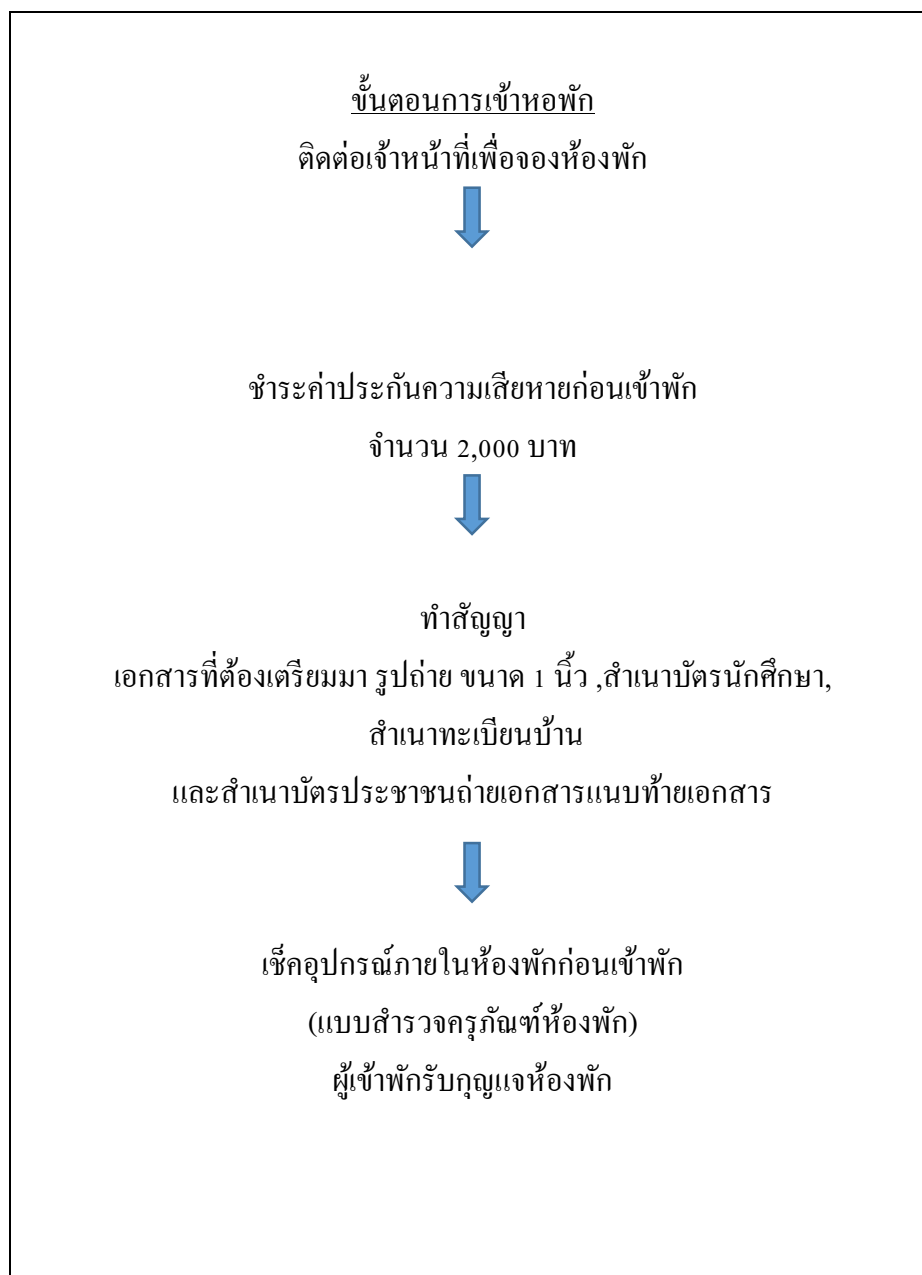 ขั้นตอนการเข้าหอพัก
ติดต่อเจ้าหน้าที่เพื่อจองห้องพัก
ชำระค่าประกันความเสียหายก่อนเข้าพัก
จำนวน 2,000 บาท
ทำสัญญา
เอกสารที่ต้องเตรียมมา รูปถ่าย ขนาด 1 นิ้ว ,สำเนาบัตรนักศึกษา,
สำเนาทะเบียนบ้าน
และสำเนาบัตรประชาชนถ่ายเอกสารแนบท้ายเอกสาร
เช็คอุปกรณ์ภายในห้องพักก่อนเข้าพัก
(แบบสำรวจครุภัณฑ์ห้องพัก)
ผู้เข้าพักรับกุญแจห้องพัก